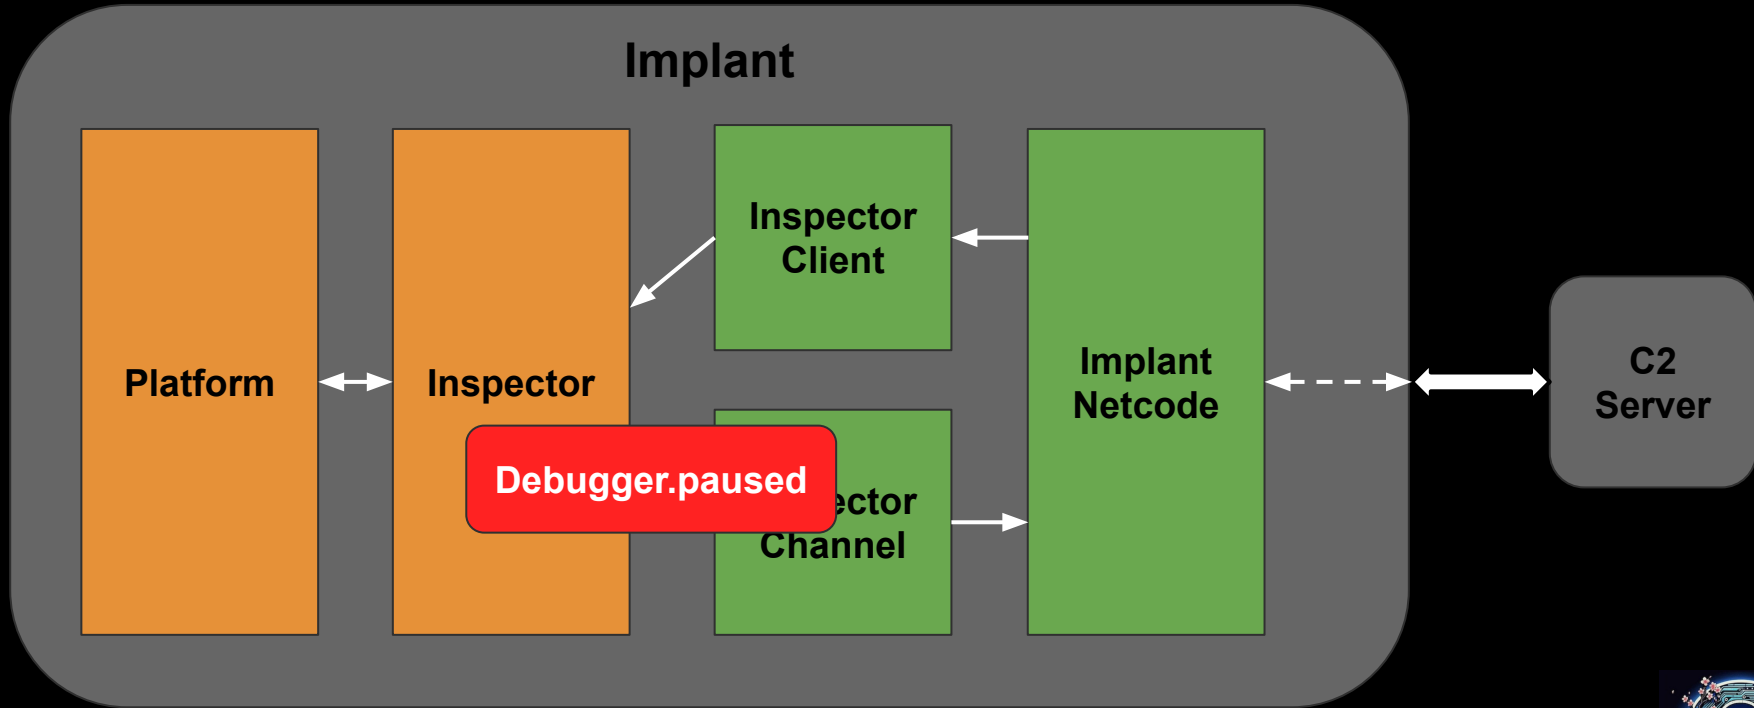 Implant
Platform
Inspector
Inspector
Client
Debugger.paused
ector
Channel
Implant
Netcode
C2
Server